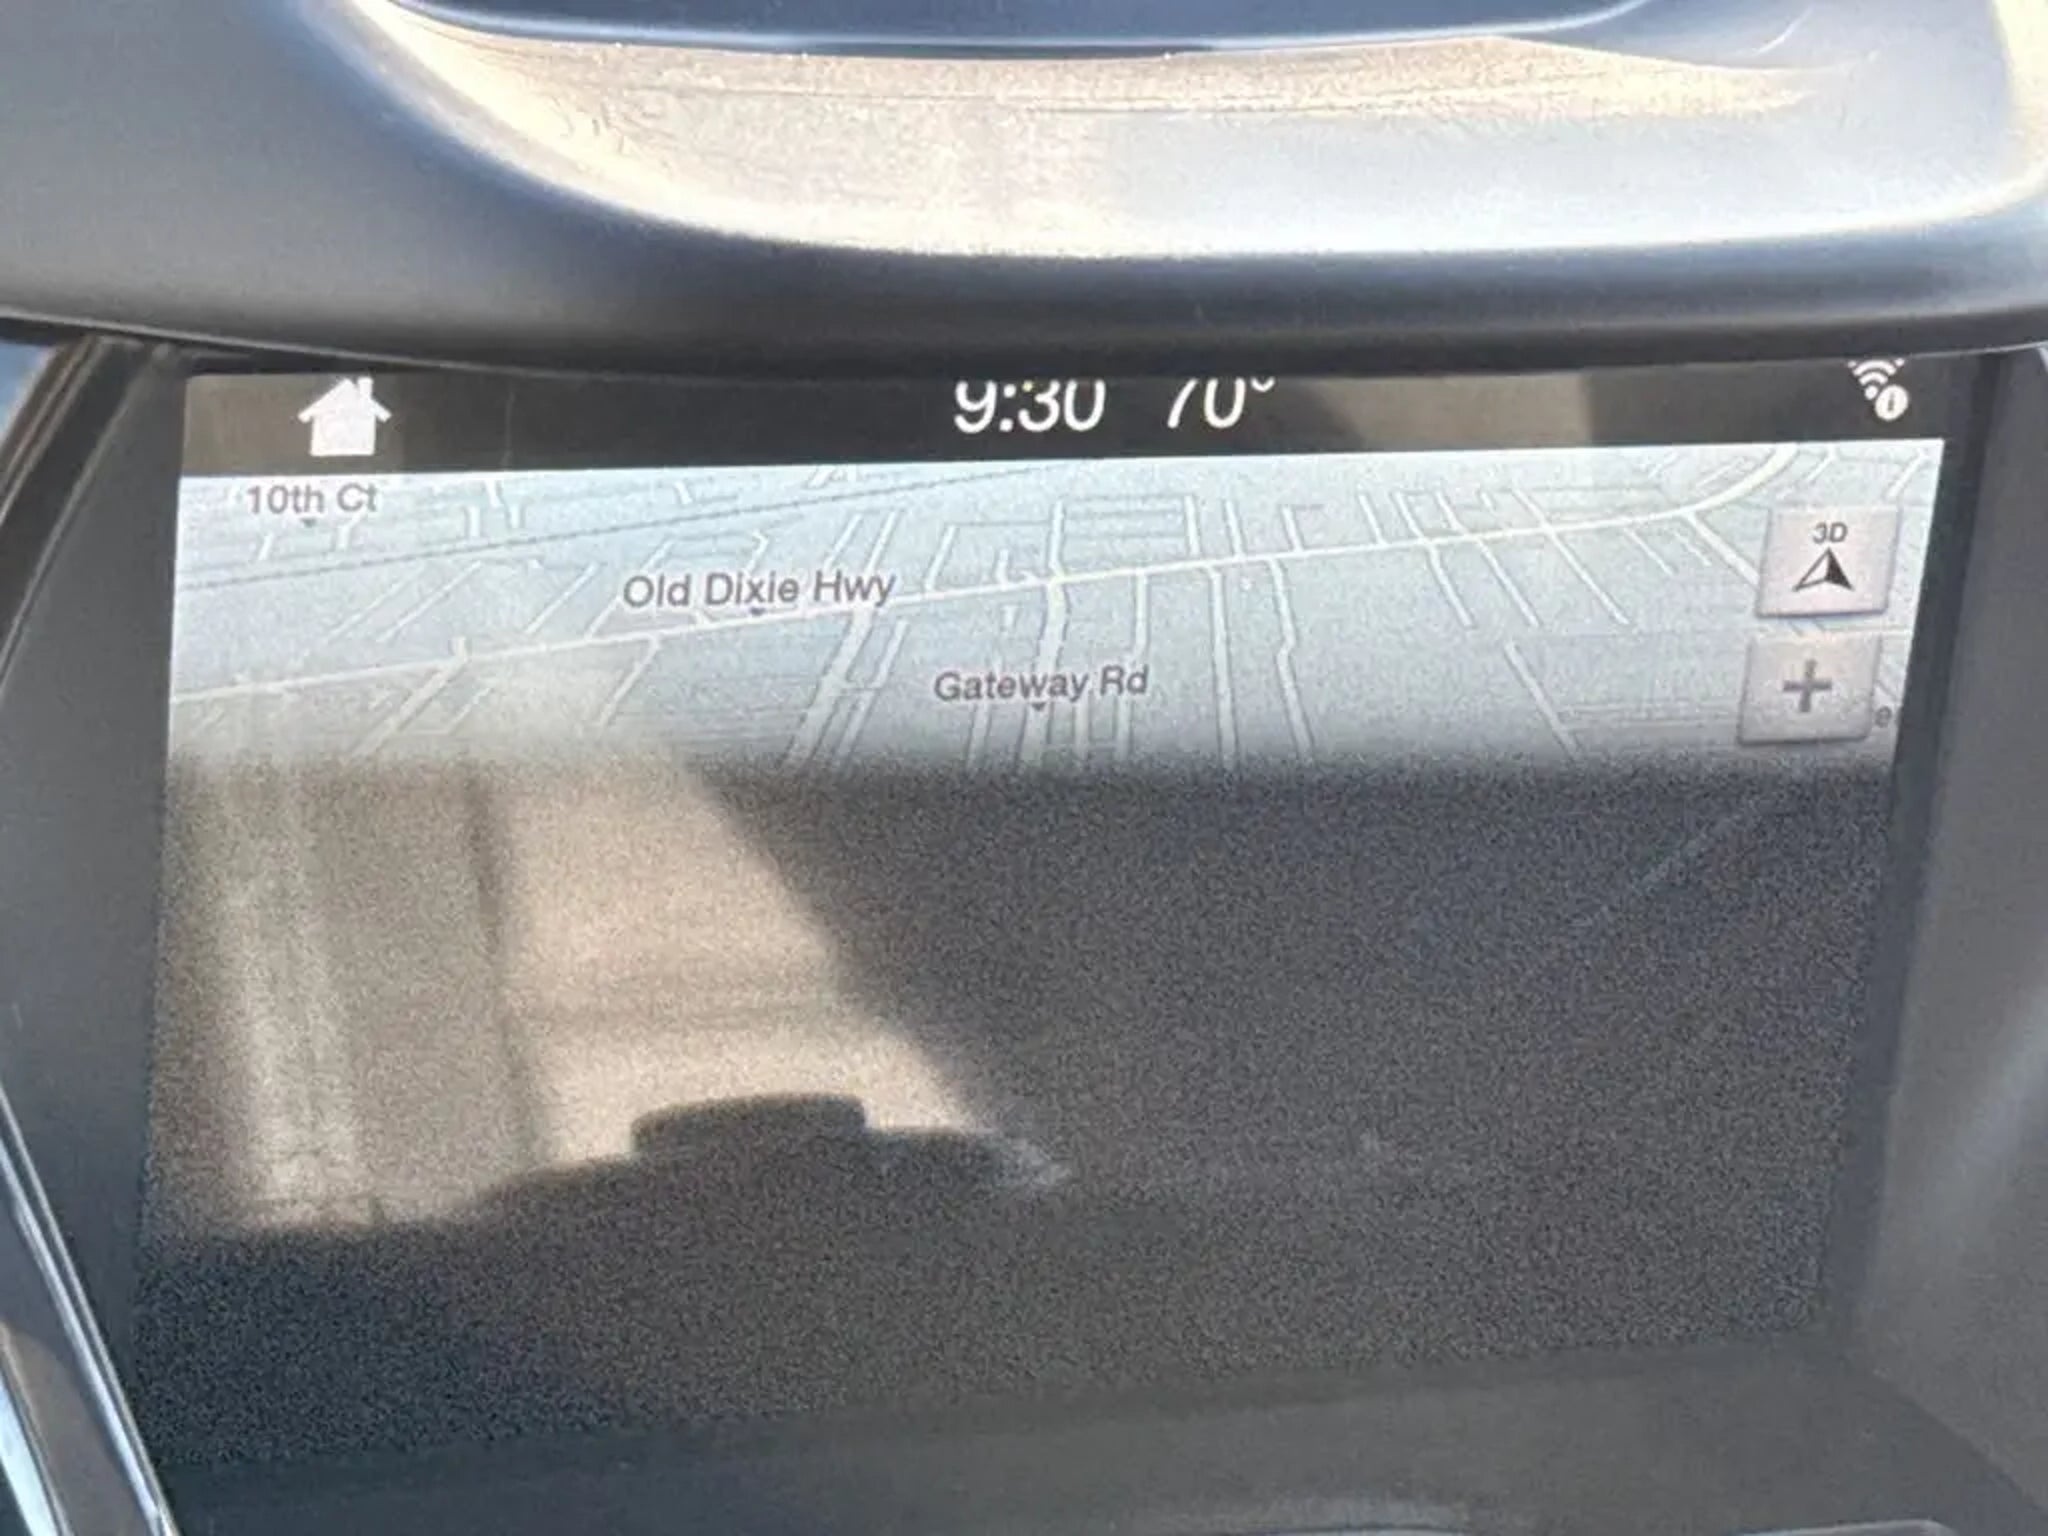 9:30 70°
10th Ct
3D
Old Dixie Hwy
Gateway Rd